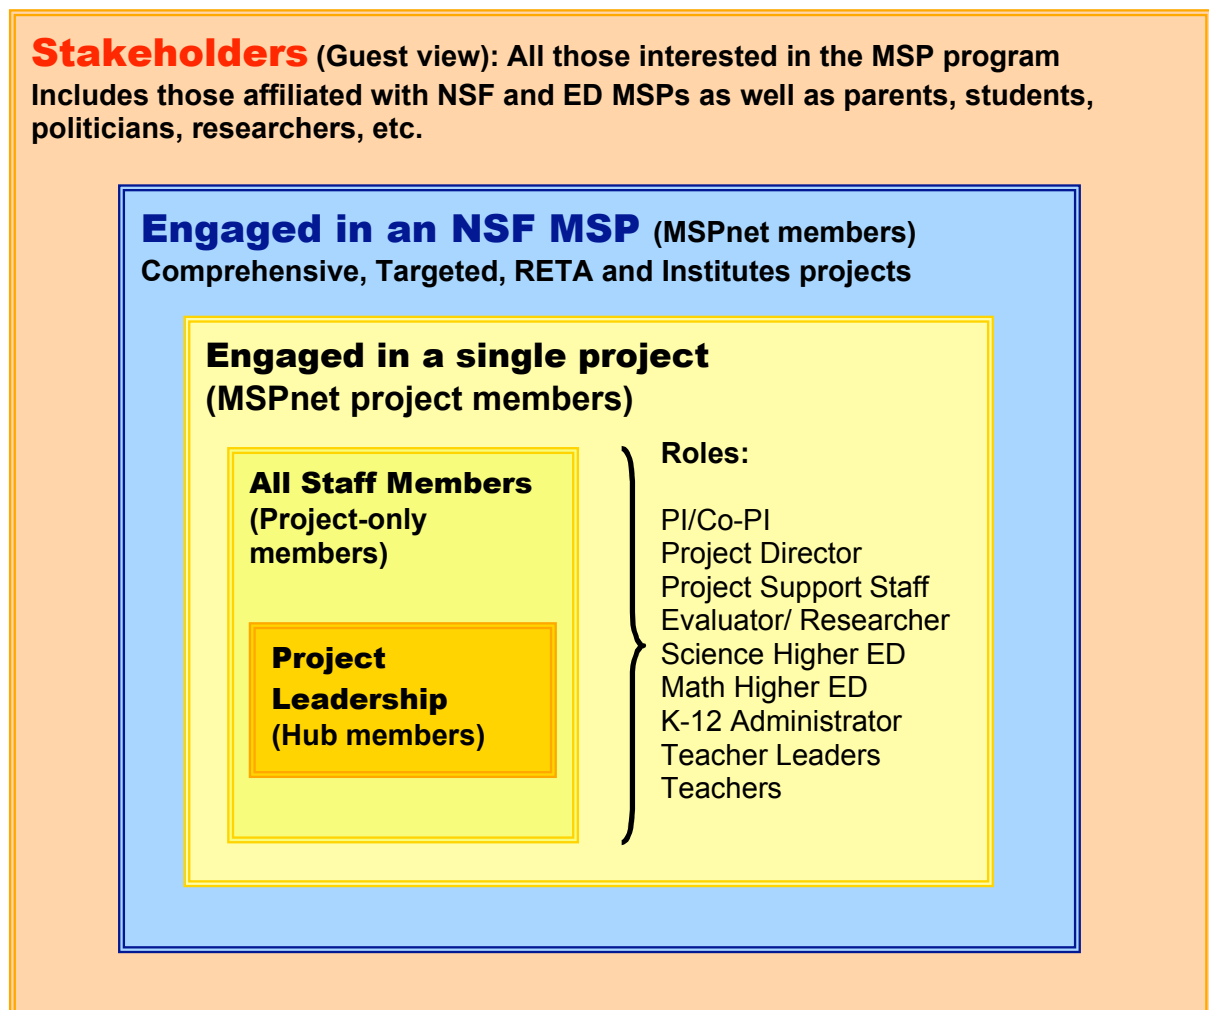 Stakeholders (Guest view): All those interested in the MSP program
Includes those affiliated with NSF and ED MSPs as well as parents, students,
politicians, researchers, etc.
Engaged in an NSF MSP (MSPnet members)
Comprehensive, Targeted, RETA and Institutes projects
Engaged in a single project
(MSPnet project members)
All Staff Members
(Project-only
members)
Project
Leadership
(Hub members)
Roles:
PI/Co-PI
Project Director
Project Support Staff
Evaluator/ Researcher
Science Higher ED
Math Higher ED
K-12 Administrator
Teacher Leaders
Teachers